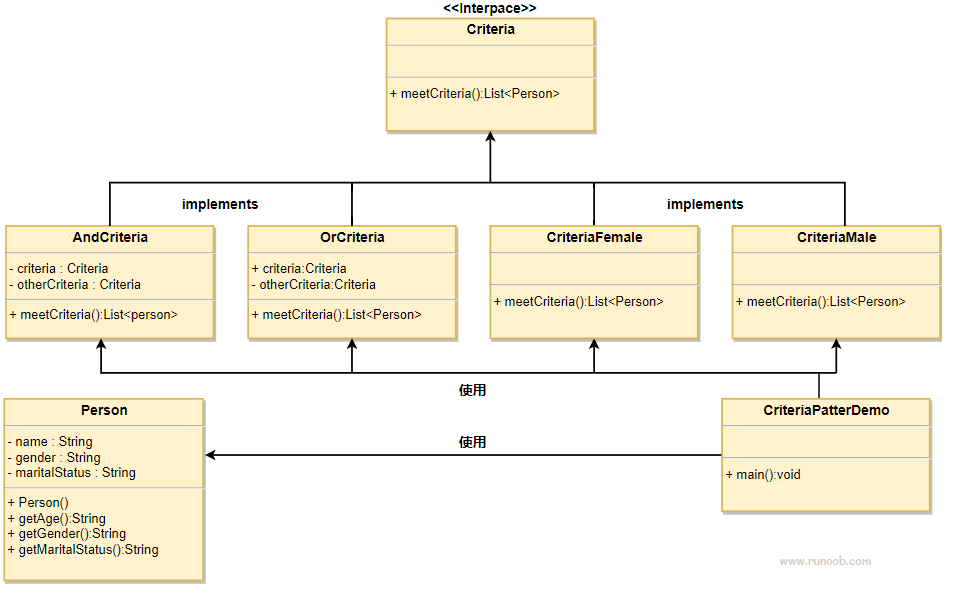 <<Interpace>>
Criteria
+ meetCriteria():List<Person>
implements
implements
AndCriteria
- criteria : Criteria
- otherCriteria : Criteria
+ meetCriteria():List<person>
OrCriteria
+ criteria:Criteria
- otherCriteria:Criteria
+ meetCriteria():List<Person>
CriteriaFemale
+ meetCriteria():List<Person>
CriteriaMale
+ meetCriteria():List<Person>
使用
Person
- name : String
- gender : String
- maritalStatus : String
+ Person()
+ getAge():String
+ getGender():String
+ getMaritalStatus():String
使用
CriteriaPatterDemo
+ main():void
www.runoob.com